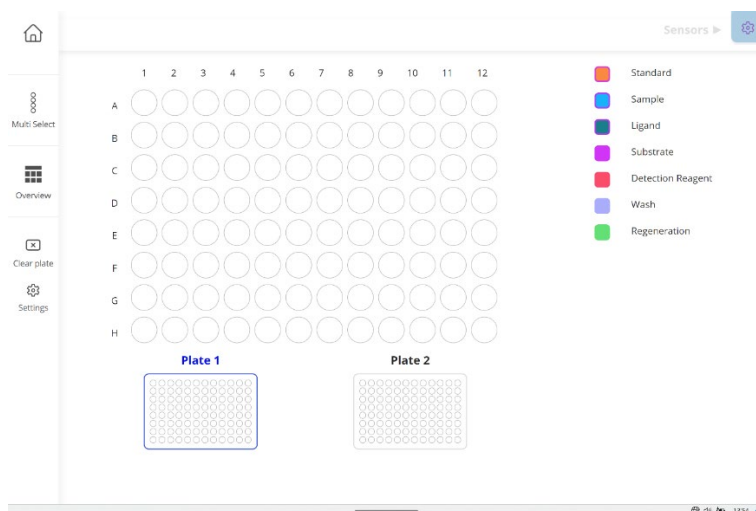 Sensors ▶
Multi Select
Overview
Clear plate
Settings
1 2 3 4 5 6 7 8 9 10 11 12
A
B
C
D
E
F
G
H
Standard
Sample
Ligand
Substrate
Detection Reagent
Wash
Regeneration
Plate 1 Plate 2